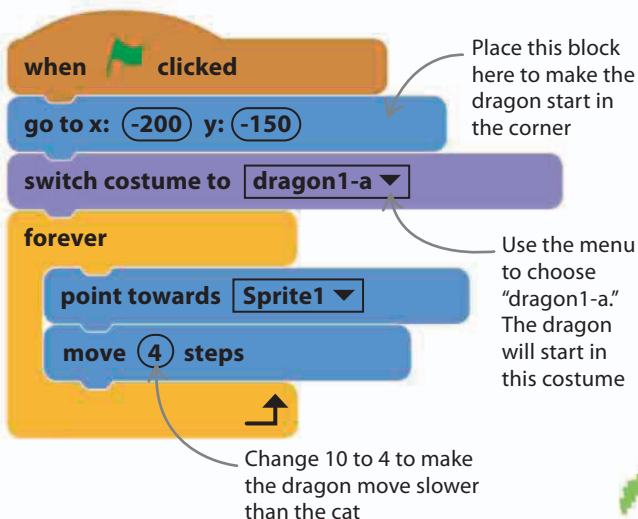 when clicked
go to x: -200 y: -150
switch costume to dragon1-a
forever
point towards Sprite1
move 4 steps
Place this block
here to make the
dragon start in
the corner
Use the menu
to choose
“dragon1-a.”
The dragon
will start in
this costume
Change 10 to 4 to make
the dragon move slower
than the cat